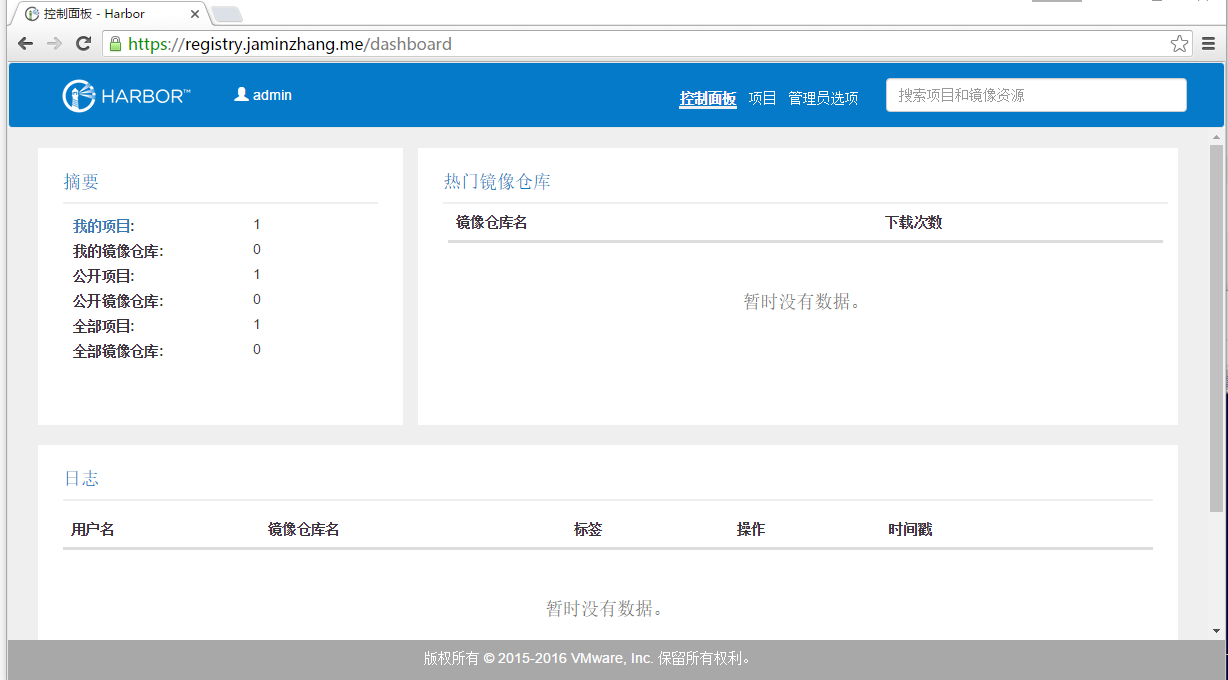 控制面板 - Harbor
https://registry.jaminzhang.me/dashboard
HARBOR™ admin 控制面板 项目 管理员选项 搜索项目和镜像资源
摘要
我的项目: 1
我的镜像仓库: 0
公开项目: 1
公开镜像仓库: 0
全部项目: 1
全部镜像仓库: 0
热门镜像仓库
镜像仓库名 下载次数
暂时没有数据。
日志
用户名 镜像仓库名 标签 操作 时间戳
暂时没有数据。
版权所有 © 2015-2016 VMware, Inc. 保留所有权利。